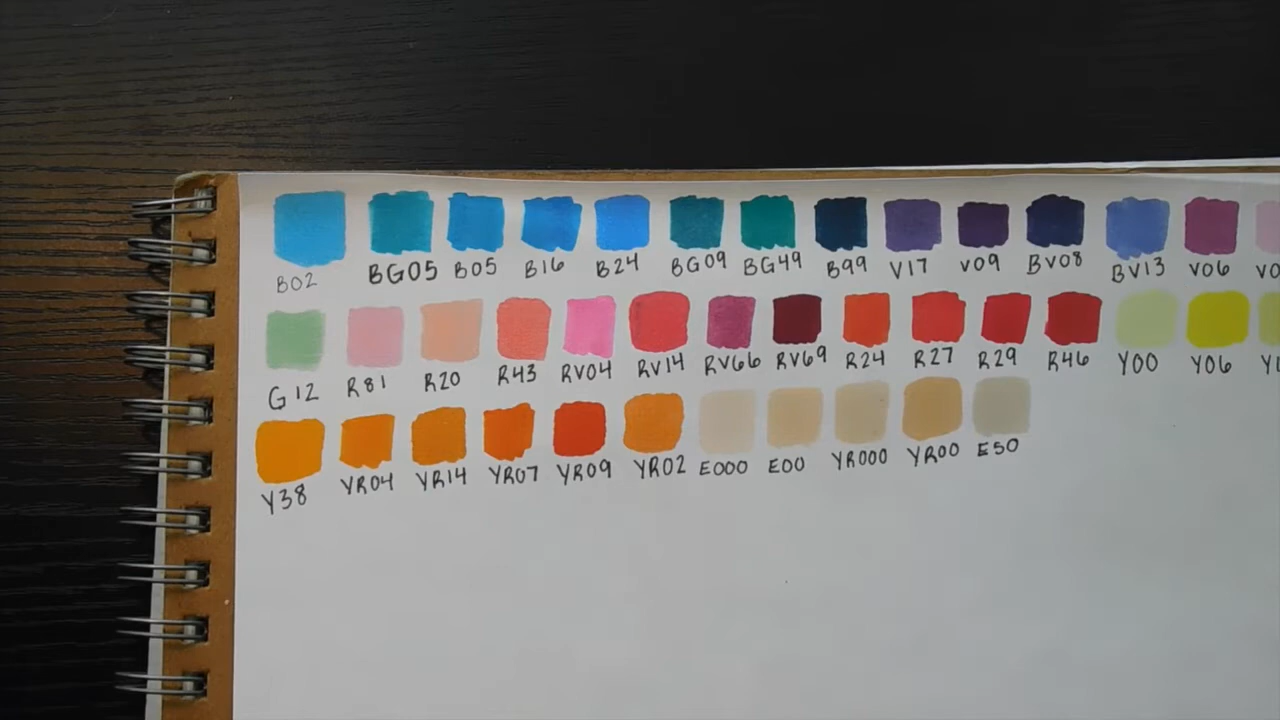 B02 BG05 B05 B16 B24 BG09 BG49 B99 V17 V09 BV08 BV13 V06
G12 R81 R20 R43 RV04 RV14 RV66 RV69 R24 R27 R29 R46 Y00 Y06
Y38 YR04 YR14 YR07 YR09 YR02 E000 E00 YR000 YR00 E50